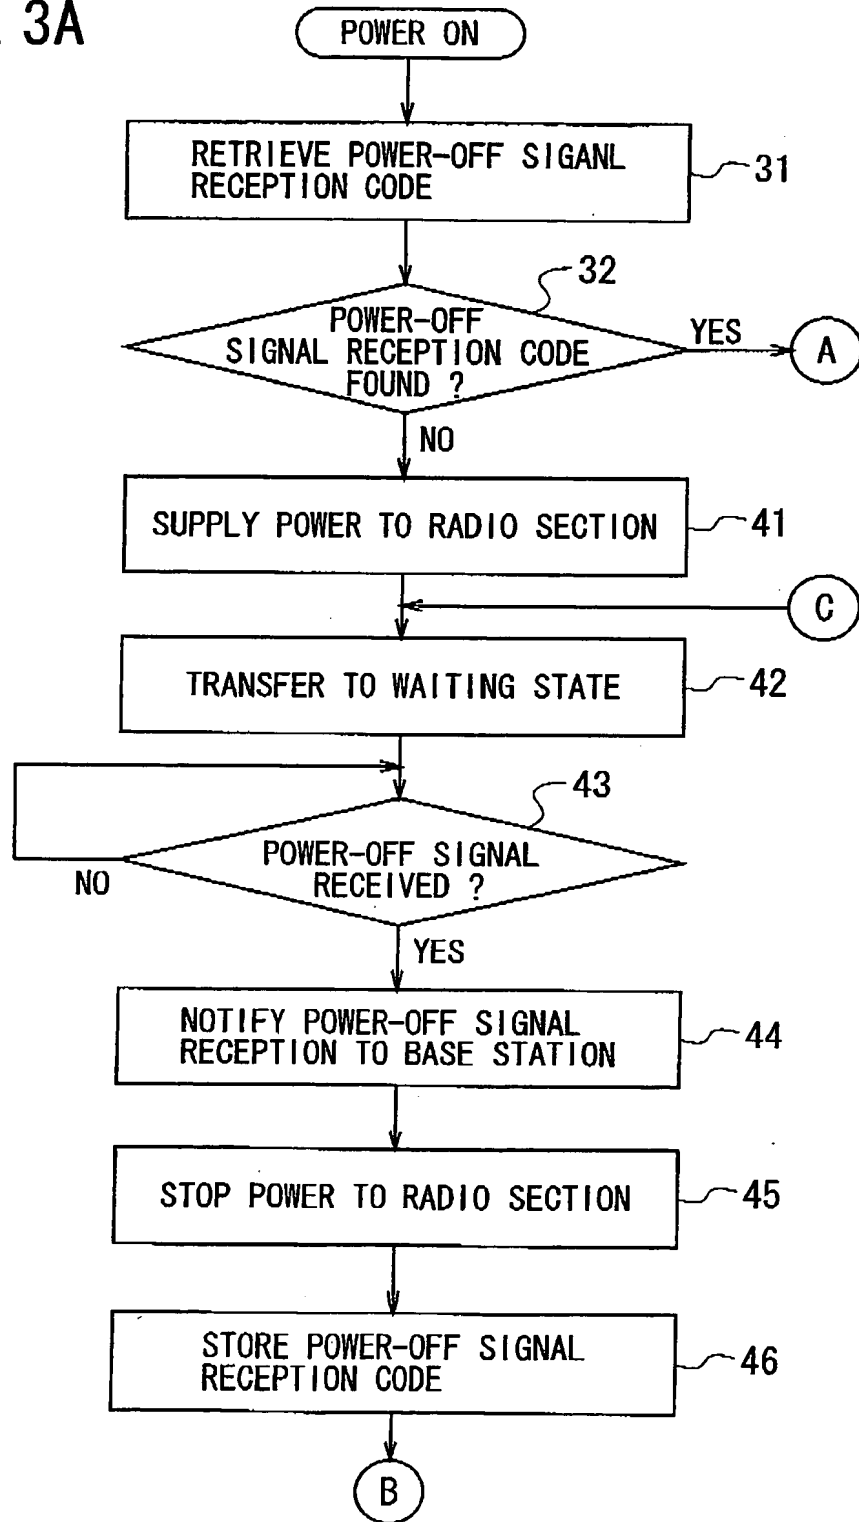 3A
POWER ON
RETRIEVE POWER-OFF SIGANL
RECEPTION CODE
31
32
POWER-OFF
SIGNAL RECEPTION CODE
FOUND ?
YES
A
NO
SUPPLY POWER TO RADIO SECTION
41
C
TRANSFER TO WAITING STATE
42
43
POWER-OFF SIGNAL
RECEIVED ?
NO
YES
NOTIFY POWER-OFF SIGNAL
RECEPTION TO BASE STATION
44
STOP POWER TO RADIO SECTION
45
STORE POWER-OFF SIGNAL
RECEPTION CODE
46
B